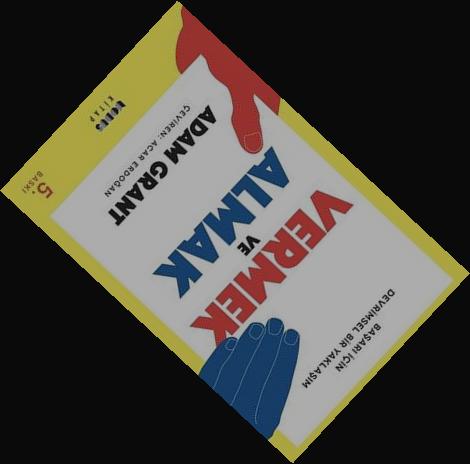 BAŞARI İÇİN
DEVRİMSEL BİR YAKLAŞIM
VERMEK
VE
ALMAK
ADAM GRANT
ÇEVİREN: ACAR ERDOĞAN
KİTAP
5.
BASKI